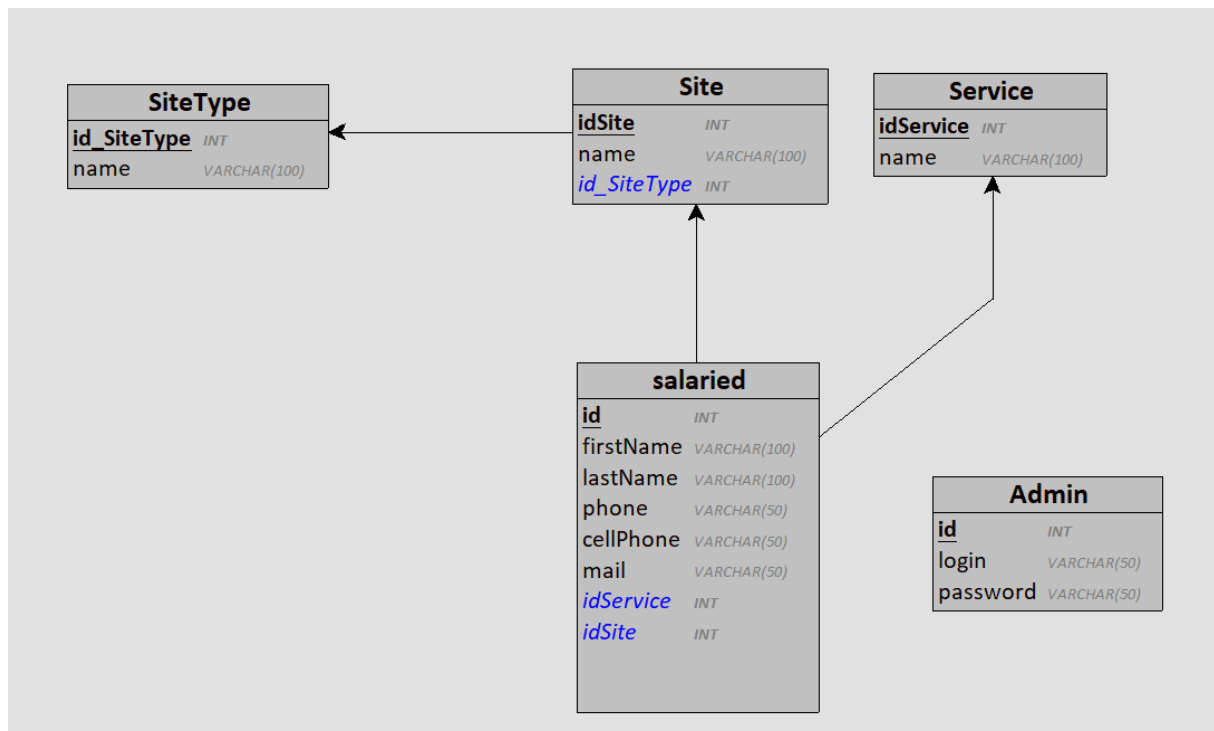 SiteType
id_SiteType INT
name VARCHAR(100)
Site
idSite INT
name VARCHAR(100)
id_SiteType INT
Service
idService INT
name VARCHAR(100)
salaried
id INT
firstName VARCHAR(100)
lastName VARCHAR(100)
phone VARCHAR(50)
cellPhone VARCHAR(50)
mail VARCHAR(50)
idService INT
idSite INT
Admin
id INT
login VARCHAR(50)
password VARCHAR(50)